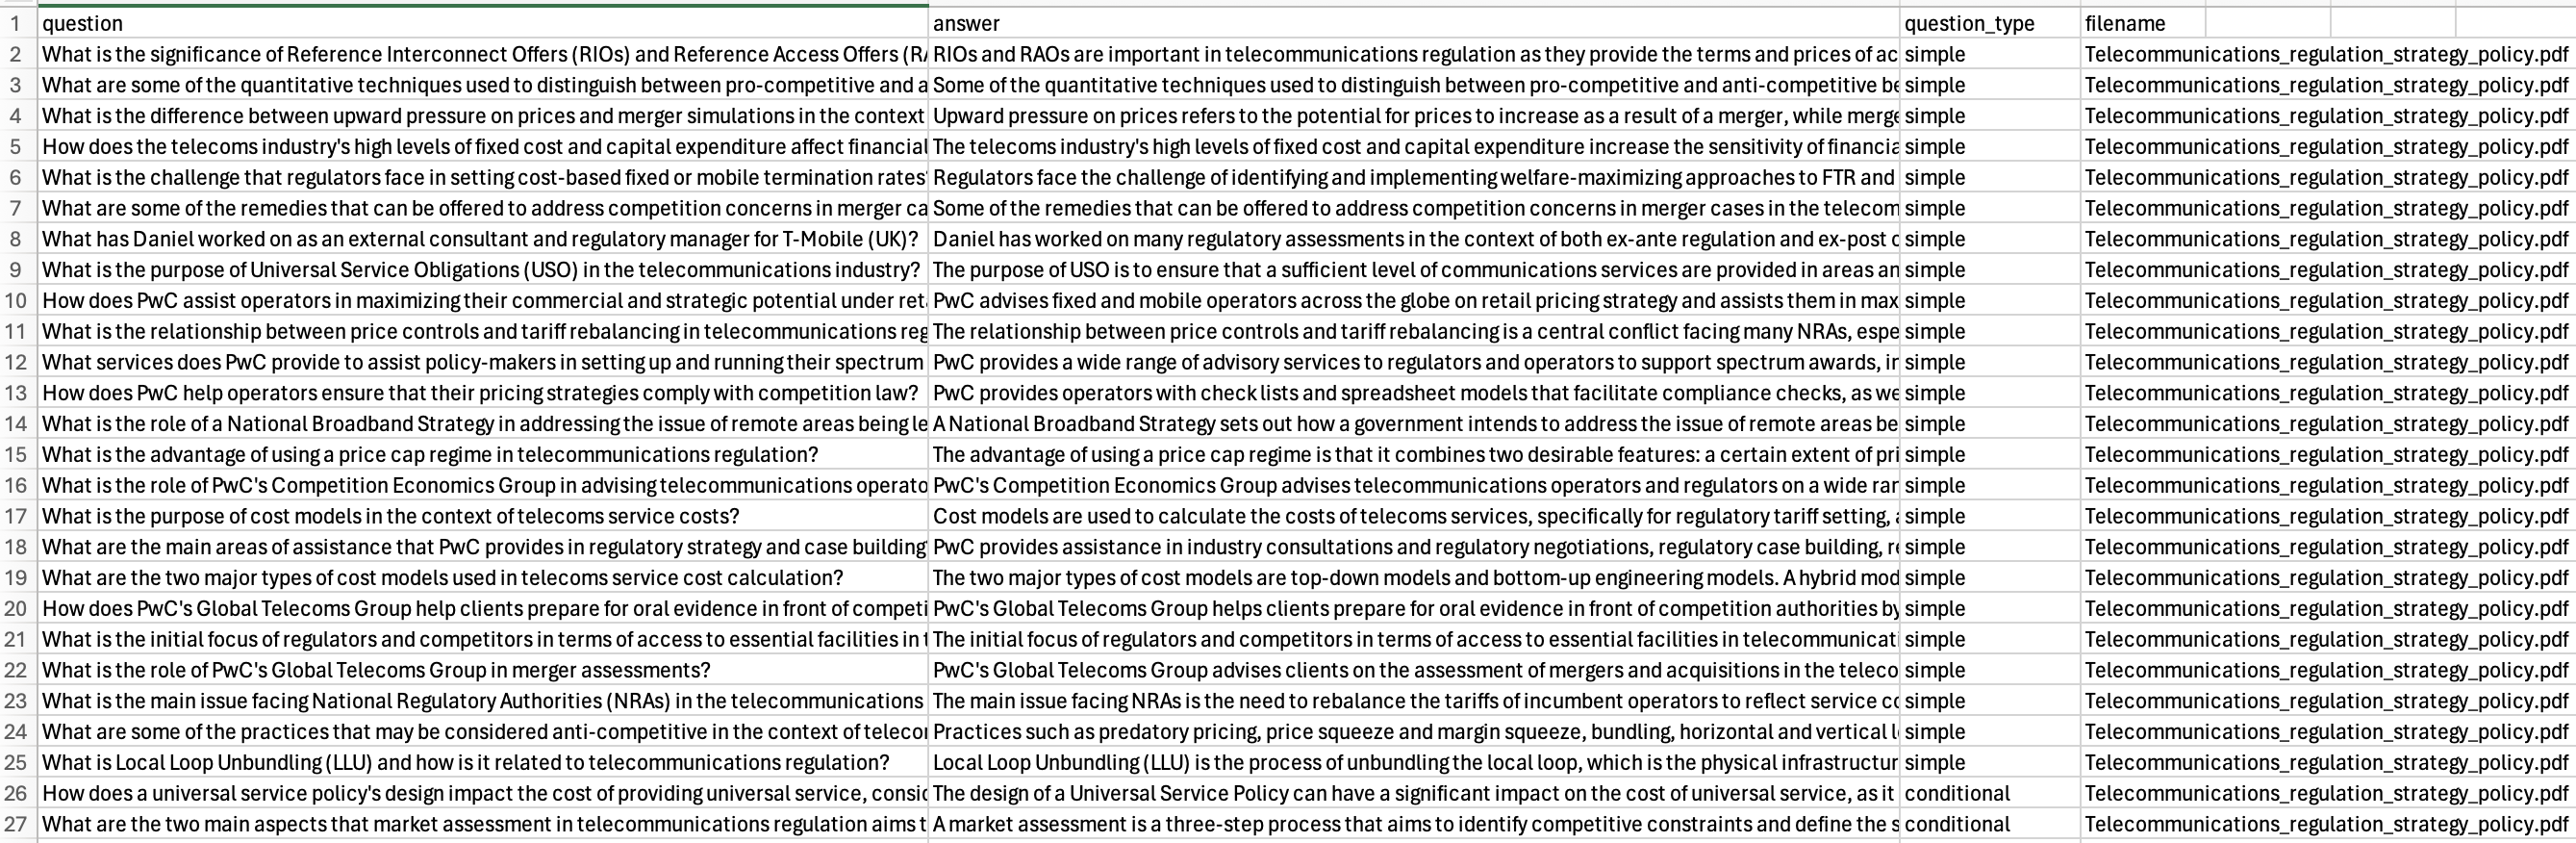 1 question answer question_type filename
2 What is the significance of Reference Interconnect Offers (RIOs) and Reference Access Offers (RA RIOs and RAOs are important in telecommunications regulation as they provide the terms and prices of ac simple Telecommunications_regulation_strategy_policy.pdf
3 What are some of the quantitative techniques used to distinguish between pro-competitive and a Some of the quantitative techniques used to distinguish between pro-competitive and anti-competitive be simple Telecommunications_regulation_strategy_policy.pdf
4 What is the difference between upward pressure on prices and merger simulations in the context Upward pressure on prices refers to the potential for prices to increase as a result of a merger, while merge simple Telecommunications_regulation_strategy_policy.pdf
5 How does the telecoms industry's high levels of fixed cost and capital expenditure affect financial The telecoms industry's high levels of fixed cost and capital expenditure increase the sensitivity of financia simple Telecommunications_regulation_strategy_policy.pdf
6 What is the challenge that regulators face in setting cost-based fixed or mobile termination rates Regulators face the challenge of identifying and implementing welfare-maximizing approaches to FTR and simple Telecommunications_regulation_strategy_policy.pdf
7 What are some of the remedies that can be offered to address competition concerns in merger ca Some of the remedies that can be offered to address competition concerns in merger cases in the telecom simple Telecommunications_regulation_strategy_policy.pdf
8 What has Daniel worked on as an external consultant and regulatory manager for T-Mobile (UK)? Daniel has worked on many regulatory assessments in the context of both ex-ante regulation and ex-post c simple Telecommunications_regulation_strategy_policy.pdf
9 What is the purpose of Universal Service Obligations (USO) in the telecommunications industry? The purpose of USO is to ensure that a sufficient level of communications services are provided in areas an simple Telecommunications_regulation_strategy_policy.pdf
10 How does PwC assist operators in maximizing their commercial and strategic potential under ret PwC advises fixed and mobile operators across the globe on retail pricing strategy and assists them in max simple Telecommunications_regulation_strategy_policy.pdf
11 What is the relationship between price controls and tariff rebalancing in telecommunications reg The relationship between price controls and tariff rebalancing is a central conflict facing many NRAs, espe simple Telecommunications_regulation_strategy_policy.pdf
12 What services does PwC provide to assist policy-makers in setting up and running their spectrum PwC provides a wide range of advisory services to regulators and operators to support spectrum awards, in simple Telecommunications_regulation_strategy_policy.pdf
13 How does PwC help operators ensure that their pricing strategies comply with competition law? PwC provides operators with check lists and spreadsheet models that facilitate compliance checks, as we simple Telecommunications_regulation_strategy_policy.pdf
14 What is the role of a National Broadband Strategy in addressing the issue of remote areas being le A National Broadband Strategy sets out how a government intends to address the issue of remote areas be simple Telecommunications_regulation_strategy_policy.pdf
15 What is the advantage of using a price cap regime in telecommunications regulation? The advantage of using a price cap regime is that it combines two desirable features: a certain extent of pri simple Telecommunications_regulation_strategy_policy.pdf
16 What is the role of PwC's Competition Economics Group in advising telecommunications operato PwC's Competition Economics Group advises telecommunications operators and regulators on a wide ran simple Telecommunications_regulation_strategy_policy.pdf
17 What is the purpose of cost models in the context of telecoms service costs? Cost models are used to calculate the costs of telecoms services, specifically for regulatory tariff setting, a simple Telecommunications_regulation_strategy_policy.pdf
18 What are the main areas of assistance that PwC provides in regulatory strategy and case building PwC provides assistance in industry consultations and regulatory negotiations, regulatory case building, re simple Telecommunications_regulation_strategy_policy.pdf
19 What are the two major types of cost models used in telecoms service cost calculation? The two major types of cost models are top-down models and bottom-up engineering models. A hybrid mod simple Telecommunications_regulation_strategy_policy.pdf
20 How does PwC's Global Telecoms Group help clients prepare for oral evidence in front of competi PwC's Global Telecoms Group helps clients prepare for oral evidence in front of competition authorities by simple Telecommunications_regulation_strategy_policy.pdf
21 What is the initial focus of regulators and competitors in terms of access to essential facilities in t The initial focus of regulators and competitors in terms of access to essential facilities in telecommunicati simple Telecommunications_regulation_strategy_policy.pdf
22 What is the role of PwC's Global Telecoms Group in merger assessments? PwC's Global Telecoms Group advises clients on the assessment of mergers and acquisitions in the teleco simple Telecommunications_regulation_strategy_policy.pdf
23 What is the main issue facing National Regulatory Authorities (NRAs) in the telecommunications The main issue facing NRAs is the need to rebalance the tariffs of incumbent operators to reflect service co simple Telecommunications_regulation_strategy_policy.pdf
24 What are some of the practices that may be considered anti-competitive in the context of telecon Practices such as predatory pricing, price squeeze and margin squeeze, bundling, horizontal and vertical l simple Telecommunications_regulation_strategy_policy.pdf
25 What is Local Loop Unbundling (LLU) and how is it related to telecommunications regulation? Local Loop Unbundling (LLU) is the process of unbundling the local loop, which is the physical infrastructur simple Telecommunications_regulation_strategy_policy.pdf
26 How does a universal service policy's design impact the cost of providing universal service, consid The design of a Universal Service Policy can have a significant impact on the cost of universal service, as it conditional Telecommunications_regulation_strategy_policy.pdf
27 What are the two main aspects that market assessment in telecommunications regulation aims t A market assessment is a three-step process that aims to identify competitive constraints and define the s conditional Telecommunications_regulation_strategy_policy.pdf